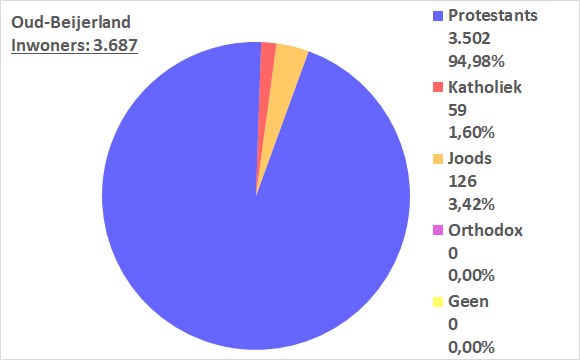 Oud-Beijerland
Inwoners: 3.687
Protestants
3.502
94,98%
Katholiek
59
1,60%
Joods
126
3,42%
Orthodox
0
0,00%
Geen
0
0,00%